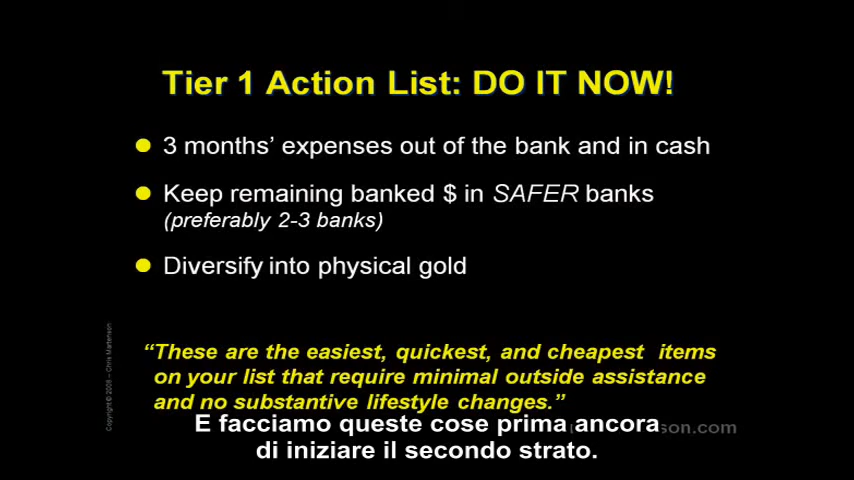 Tier 1 Action List: DO IT NOW!
3 months’ expenses out of the bank and in cash
Keep remaining banked $ in SAFER banks
(preferably 2-3 banks)
Diversify into physical gold
“These are the easiest, quickest, and cheapest items
on your list that require minimal outside assistance
and no substantive lifestyle changes.”
E facciamo queste cose prima ancora
di iniziare il secondo strato.
son.com
Copyright © 2008 – Chris Martenson